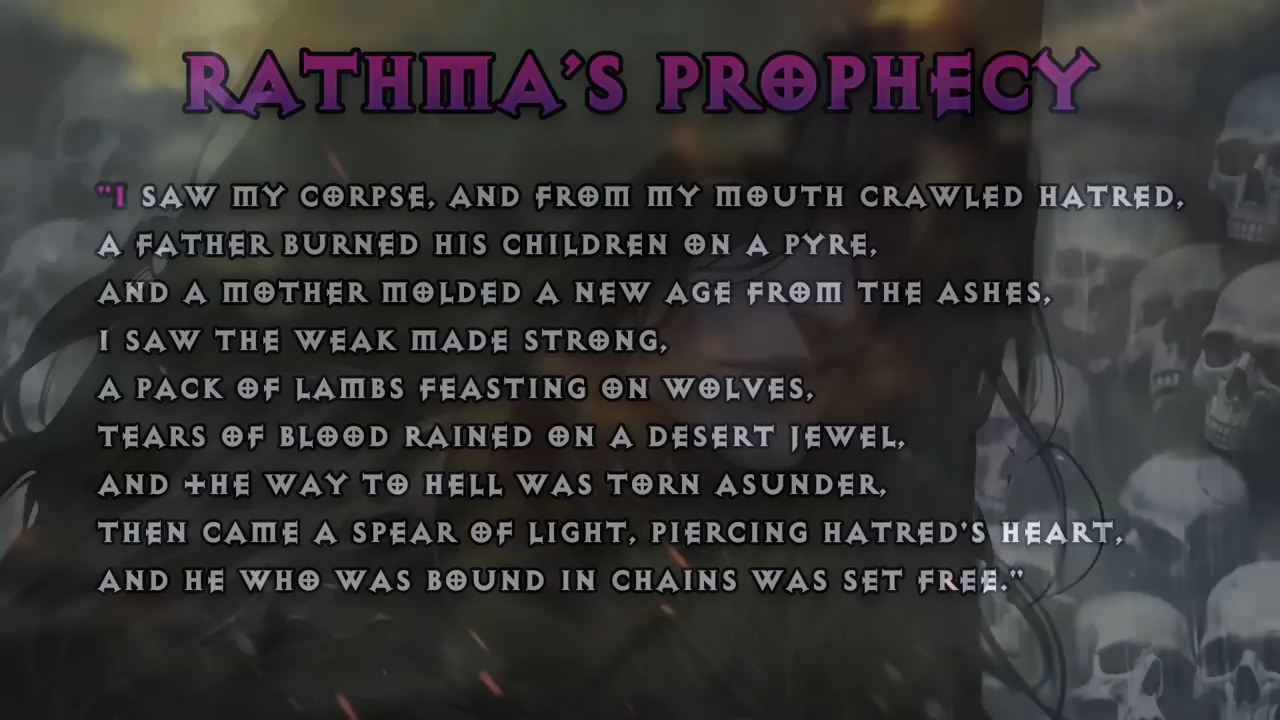 RATHMA'S PROPHECY
"I SAW MY CORPSE, AND FROM MY MOUTH CRAWLED HATRED,
A FATHER BURNED HIS CHILDREN ON A PYRE,
AND A MOTHER MOLDED A NEW AGE FROM THE ASHES,
I SAW THE WEAK MADE STRONG,
A PACK OF LAMBS FEASTING ON WOLVES,
TEARS OF BLOOD RAINED ON A DESERT JEWEL,
AND THE WAY TO HELL WAS TORN ASUNDER,
THEN CAME A SPEAR OF LIGHT, PIERCING HATRED'S HEART,
AND HE WHO WAS BOUND IN CHAINS WAS SET FREE."